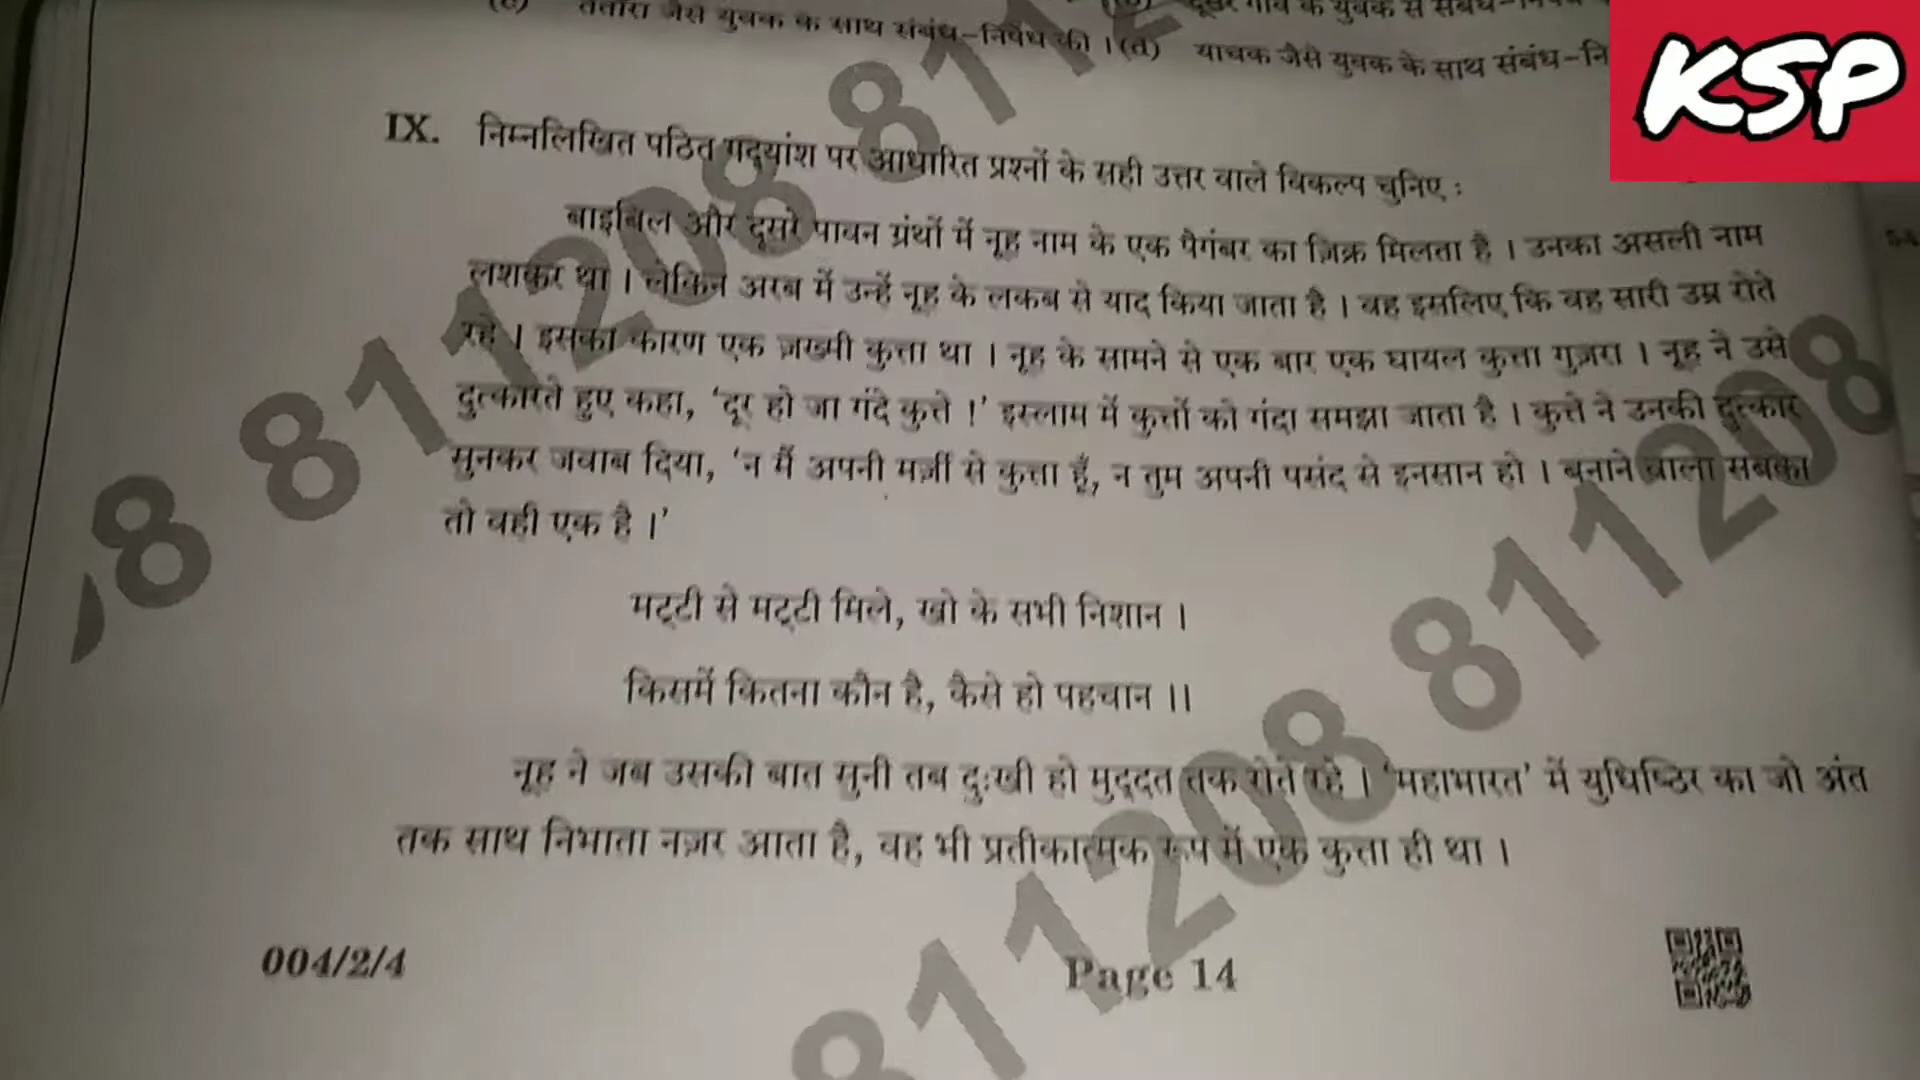 (c) तताँरा जैसे युवक के साथ संबंध-निषेध की । (d) याचक जैसे युवक के साथ संबंध-नि
KSP
IX. निम्नलिखित पठित गद्यांश पर आधारित प्रश्नों के सही उत्तर वाले विकल्प चुनिए :
बाइबिल और दूसरे पावन ग्रंथों में नूह नाम के एक पैगंबर का ज़िक्र मिलता है । उनका असली नाम
लशकर था । लेकिन अरब में उन्हें नूह के लकब से याद किया जाता है । वह इसलिए कि वह सारी उम्र रोते
रहे । इसका कारण एक ज़ख्मी कुत्ता था । नूह के सामने से एक बार एक घायल कुत्ता गुज़रा । नूह ने उसे
दुत्कारते हुए कहा, ‘दूर हो जा गंदे कुत्ते !’ इस्लाम में कुत्तों को गंदा समझा जाता है । कुत्ते ने उनकी दुत्कार
सुनकर जवाब दिया, ‘न मैं अपनी मर्ज़ी से कुत्ता हूँ, न तुम अपनी पसंद से इनसान हो । बनाने वाला सबका
तो वही एक है ।’
मट्टी से मट्टी मिले, खो के सभी निशान ।
किसमें कितना कौन है, कैसे हो पहचान ।।
नूह ने जब उसकी बात सुनी तब दुःखी हो मुद्दत तक रोते रहे । ‘महाभारत’ में युधिष्ठिर का जो अंत
तक साथ निभाता नज़र आता है, वह भी प्रतीकात्मक रूप में एक कुत्ता ही था ।
004/2/4
Page 14